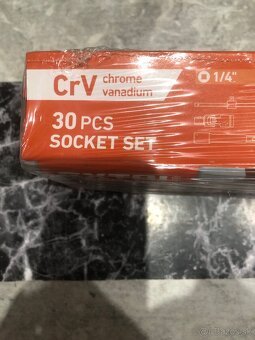 CrV chrome
vanadium
1/4"
30 PCS
SOCKET SET